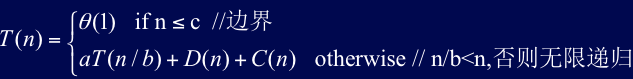 T(n) = { θ(1) if n ≤ c //边界
aT(n/b)+D(n)+C(n) otherwise // n/b<n,否则无限递归